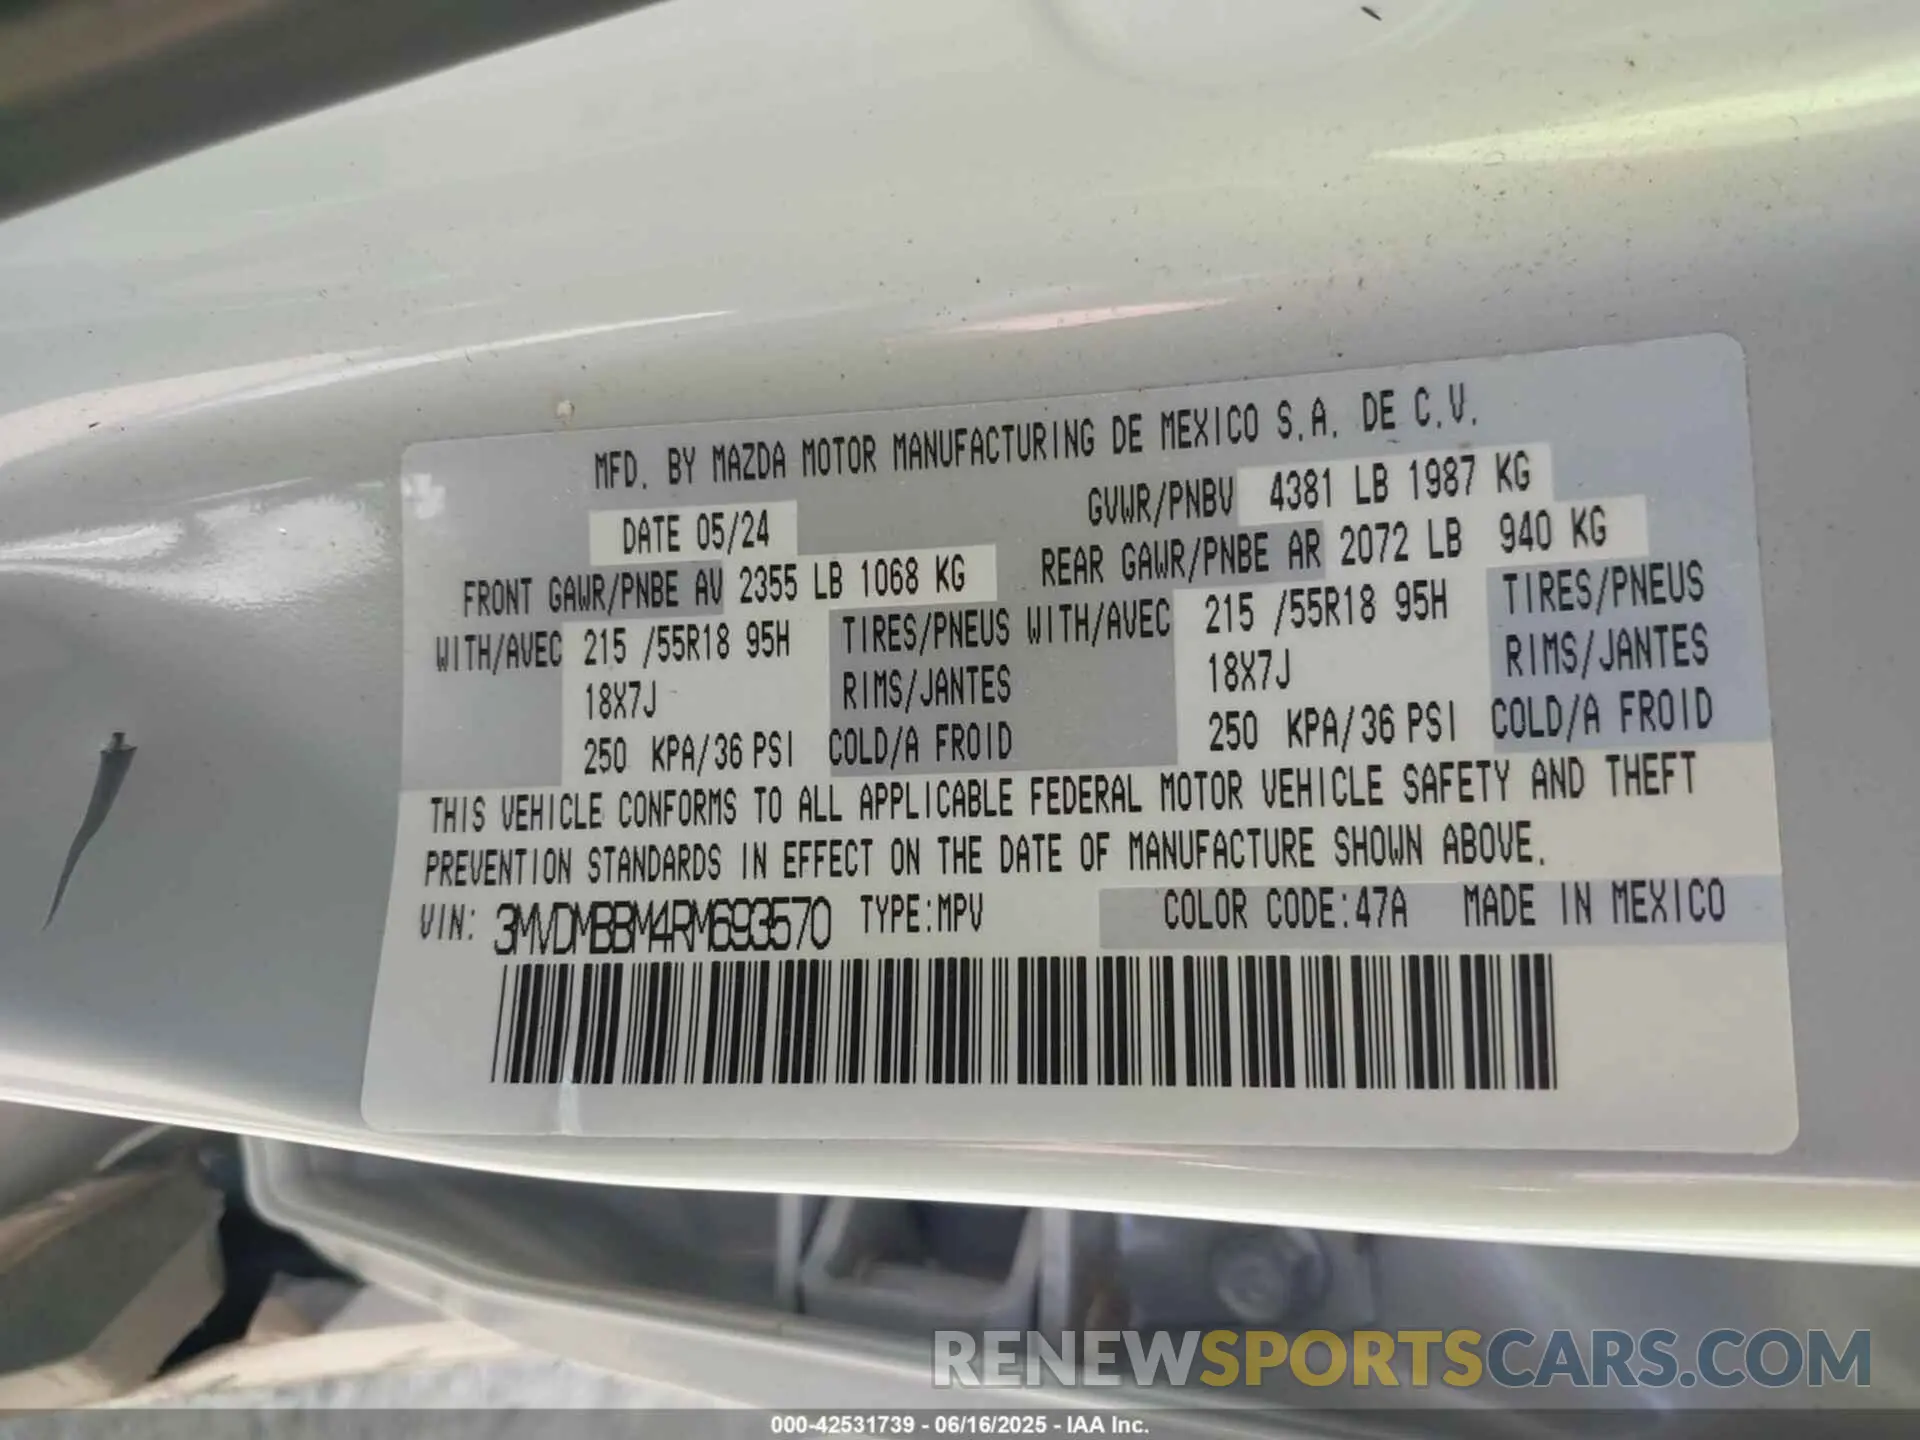 MFD. BY MAZDA MOTOR MANUFACTURING DE MEXICO S.A. DE C.V.
DATE 05/24 GVWR/PNBV 4381 LB 1987 KG
FRONT GAWR/PNBE AV 2355 LB 1068 KG REAR GAWR/PNBE AR 2072 LB 940 KG
WITH/AVEC 215 /55R18 95H TIRES/PNEUS WITH/AVEC 215 /55R18 95H TIRES/PNEUS
18X7J RIMS/JANTES 18X7J RIMS/JANTES
250 KPA/36 PSI COLD/A FROID 250 KPA/36 PSI COLD/A FROID
THIS VEHICLE CONFORMS TO ALL APPLICABLE FEDERAL MOTOR VEHICLE SAFETY AND THEFT
PREVENTION STANDARDS IN EFFECT ON THE DATE OF MANUFACTURE SHOWN ABOVE.
VIN: 3MVDMBBM4RM693570 TYPE:MPV COLOR CODE:47A MADE IN MEXICO
RENEWSPORTSCARS.COM
000-42531739 - 06/16/2025 - IAA Inc.